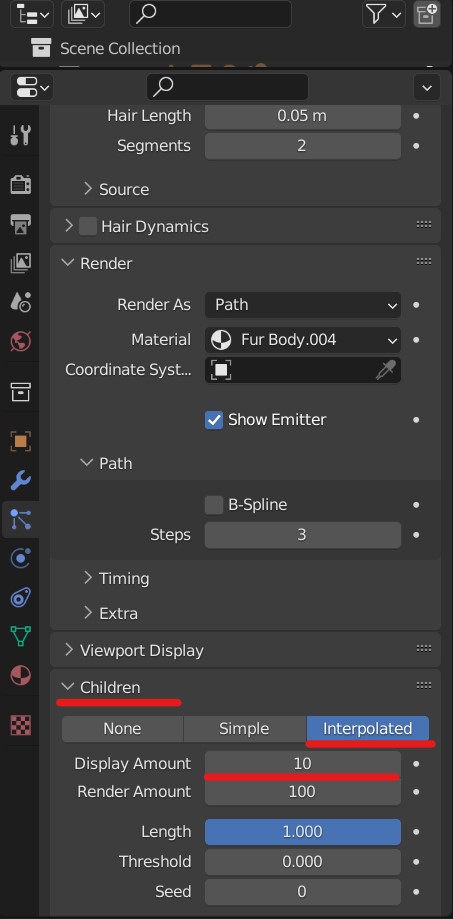 Scene Collection
Hair Length 0.05 m
Segments 2
Source
Hair Dynamics
Render
Render As Path
Material Fur Body.004
Coordinate Syst...
Show Emitter
Path
B-Spline
Steps 3
Timing
Extra
Viewport Display
Children
None Simple Interpolated
Display Amount 10
Render Amount 100
Length 1.000
Threshold 0.000
Seed 0